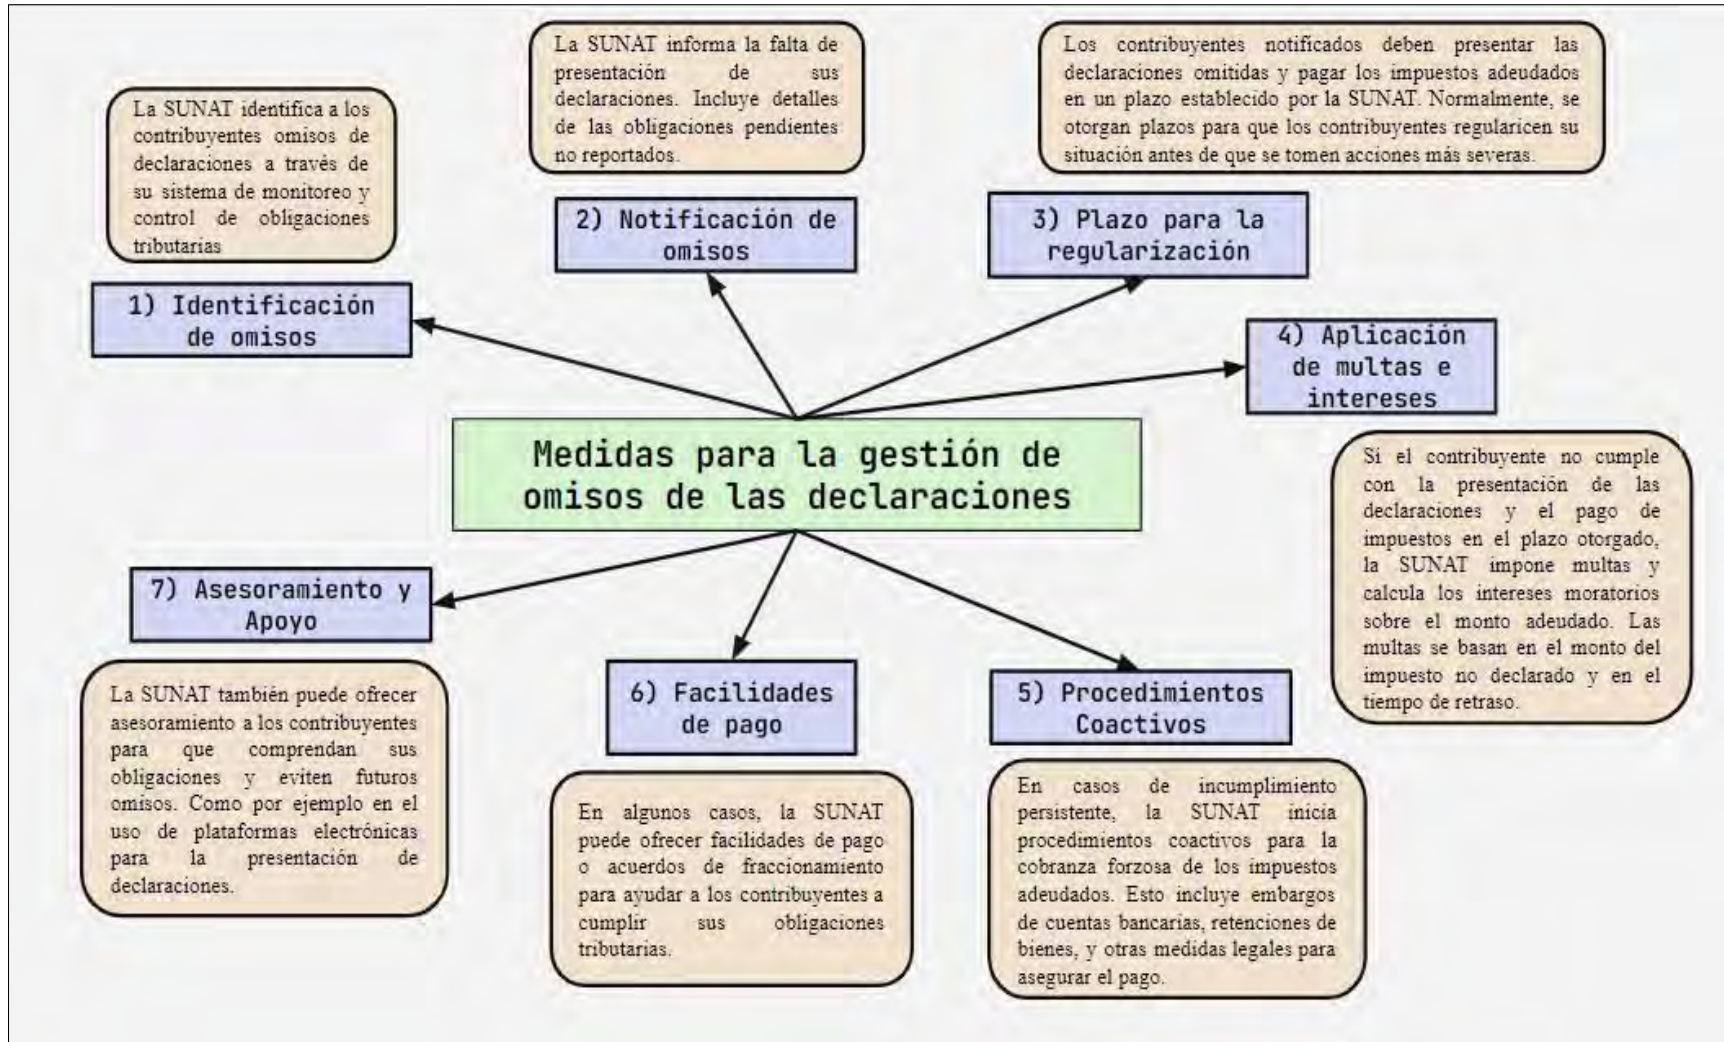 La SUNAT identifica a los
contribuyentes omisos de
declaraciones a través de
su sistema de monitoreo y
control de obligaciones
tributarias
1) Identificación
de omisos
La SUNAT informa la falta de
presentación de sus
declaraciones. Incluye detalles
de las obligaciones pendientes
no reportados.
2) Notificación de
omisos
Los contribuyentes notificados deben presentar las
declaraciones omitidas y pagar los impuestos adeudados
en un plazo establecido por la SUNAT. Normalmente, se
otorgan plazos para que los contribuyentes regularicen su
situación antes de que se tomen acciones más severas.
3) Plazo para la
regularización
4) Aplicación
de multas e
intereses
Si el contribuyente no cumple
con la presentación de las
declaraciones y el pago de
impuestos en el plazo otorgado,
la SUNAT impone multas y
calcula los intereses moratorios
sobre el monto adeudado. Las
multas se basan en el monto del
impuesto no declarado y en el
tiempo de retraso.
Medidas para la gestión de
omisos de las declaraciones
5) Procedimientos
Coactivos
En casos de incumplimiento
persistente, la SUNAT inicia
procedimientos coactivos para la
cobranza forzosa de los impuestos
adeudados. Esto incluye embargos
de cuentas bancarias, retenciones de
bienes, y otras medidas legales para
asegurar el pago.
6) Facilidades
de pago
En algunos casos, la SUNAT
puede ofrecer facilidades de pago
o acuerdos de fraccionamiento
para ayudar a los contribuyentes a
cumplir sus obligaciones
tributarias.
7) Asesoramiento y
Apoyo
La SUNAT también puede ofrecer
asesoramiento a los contribuyentes
para que comprendan sus
obligaciones y eviten futuros
omisos. Como por ejemplo en el
uso de plataformas electrónicas
para la presentación de
declaraciones.